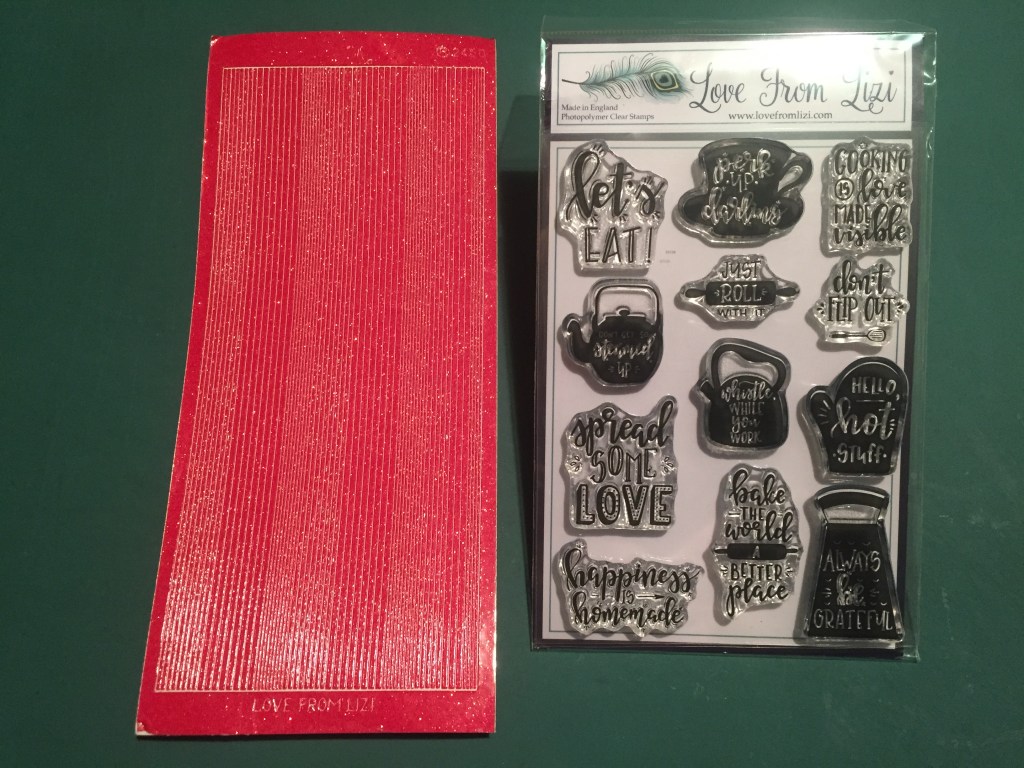 2450
LOVE FROM LIZI
Love From Lizi
Made in England
Photopolymer Clear Stamps
www.lovefromlizi.com
let's
EAT!
perk
UP
darling
COOKING
IS love
MADE
visible
JUST
ROLL
WITH IT
don't
FLIP OUT
steamed
UP
whistle
WHILE
you
WORK
HELLO,
hot
STUFF
spread
SOME
LOVE
bake
THE
world
A
BETTER
place
happiness
IS
homemade
ALWAYS
GRATEFUL